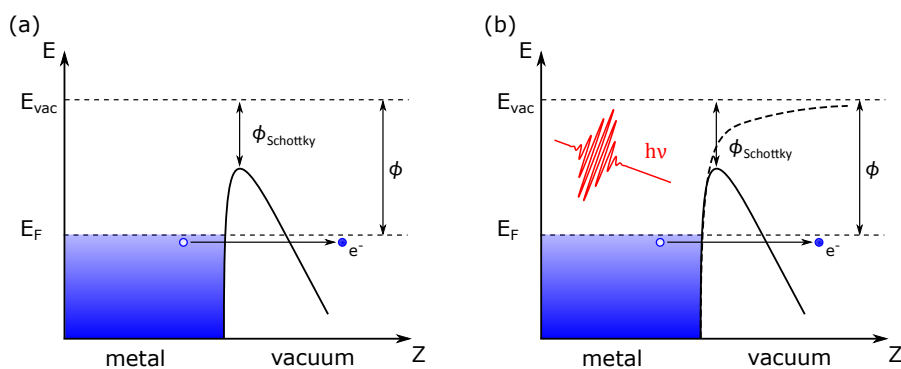 (a)
E
E_vac
ϕ_Schottky
ϕ
E_F
e⁻
metal
vacuum
Z
(b)
E
E_vac
hν
ϕ_Schottky
ϕ
E_F
e⁻
metal
vacuum
Z